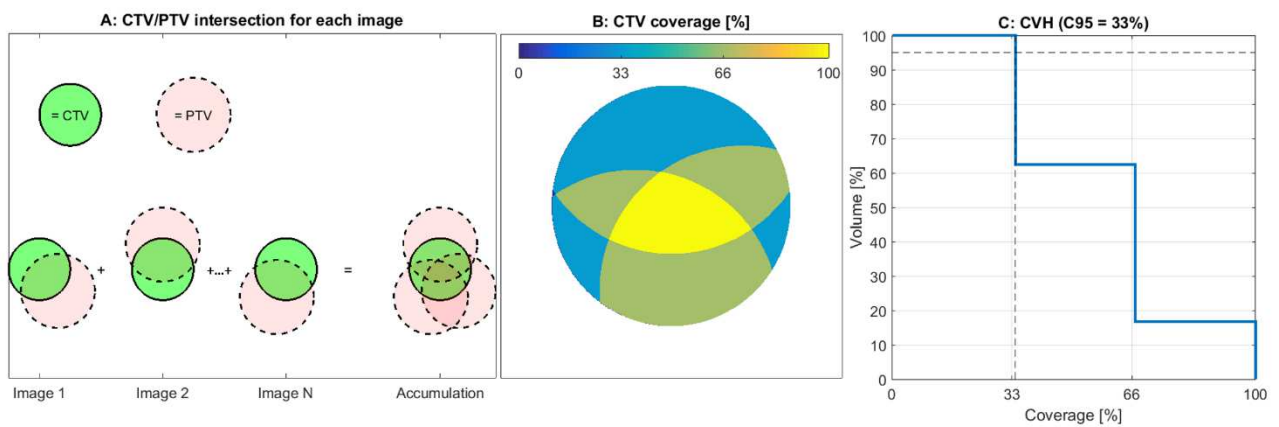 A: CTV/PTV intersection for each image
= CTV
= PTV
+
+...+
=
Image 1
Image 2
Image N
Accumulation
B: CTV coverage [%]
0
33
66
100
C: CVH (C95 = 33%)
Volume [%]
100
90
80
70
60
50
40
30
20
10
0
0
33
66
100
Coverage [%]